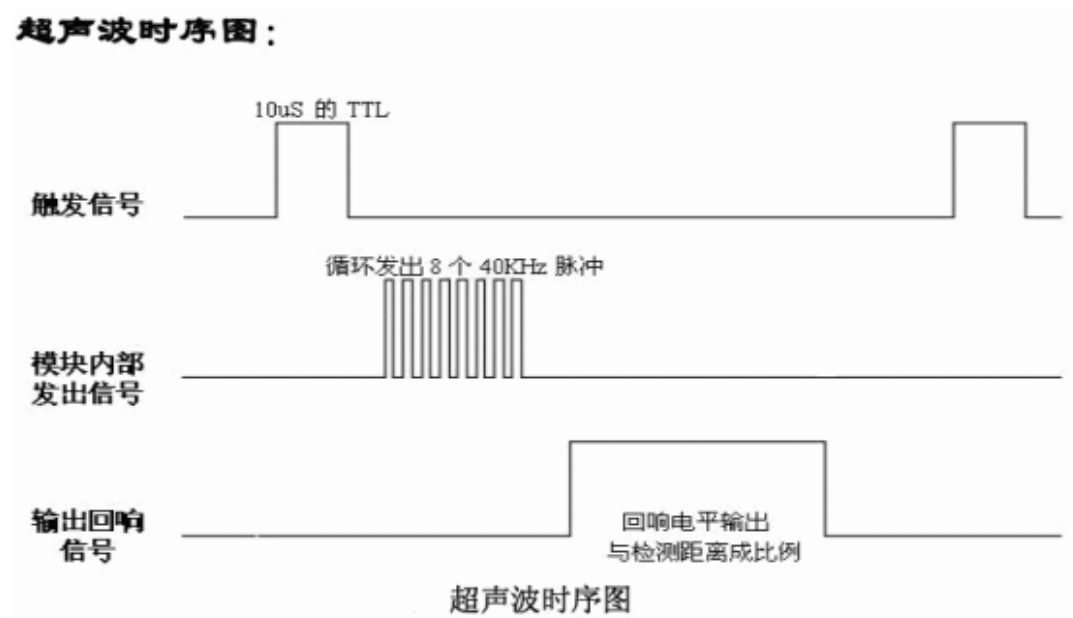 超声波时序图：
10uS 的 TTL
触发信号
循环发出 8 个 40KHz 脉冲
模块内部
发出信号
输出回响
信号
回响电平输出
与检测距离成比例
超声波时序图